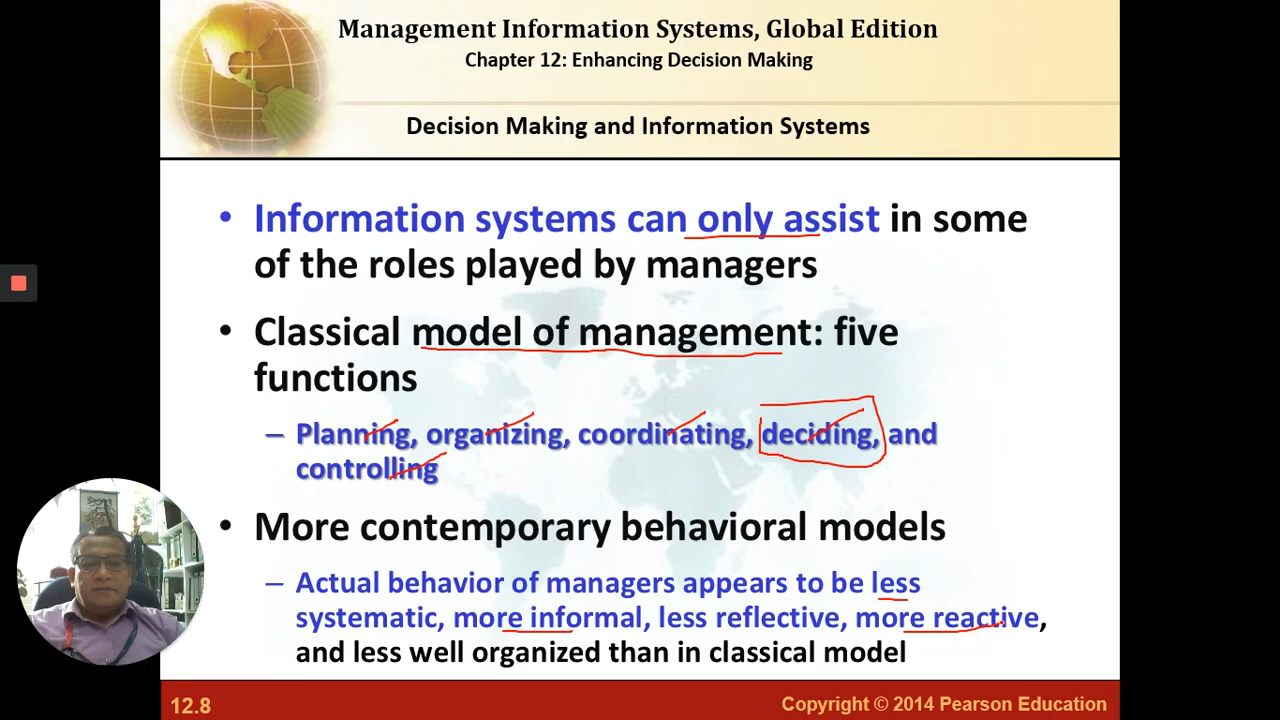 Management Information Systems, Global Edition
Chapter 12: Enhancing Decision Making
Decision Making and Information Systems
• Information systems can only assist in some
of the roles played by managers
• Classical model of management: five
functions
– Planning, organizing, coordinating, deciding, and
controlling
• More contemporary behavioral models
– Actual behavior of managers appears to be less
systematic, more informal, less reflective, more reactive,
and less well organized than in classical model
12.8
Copyright © 2014 Pearson Education